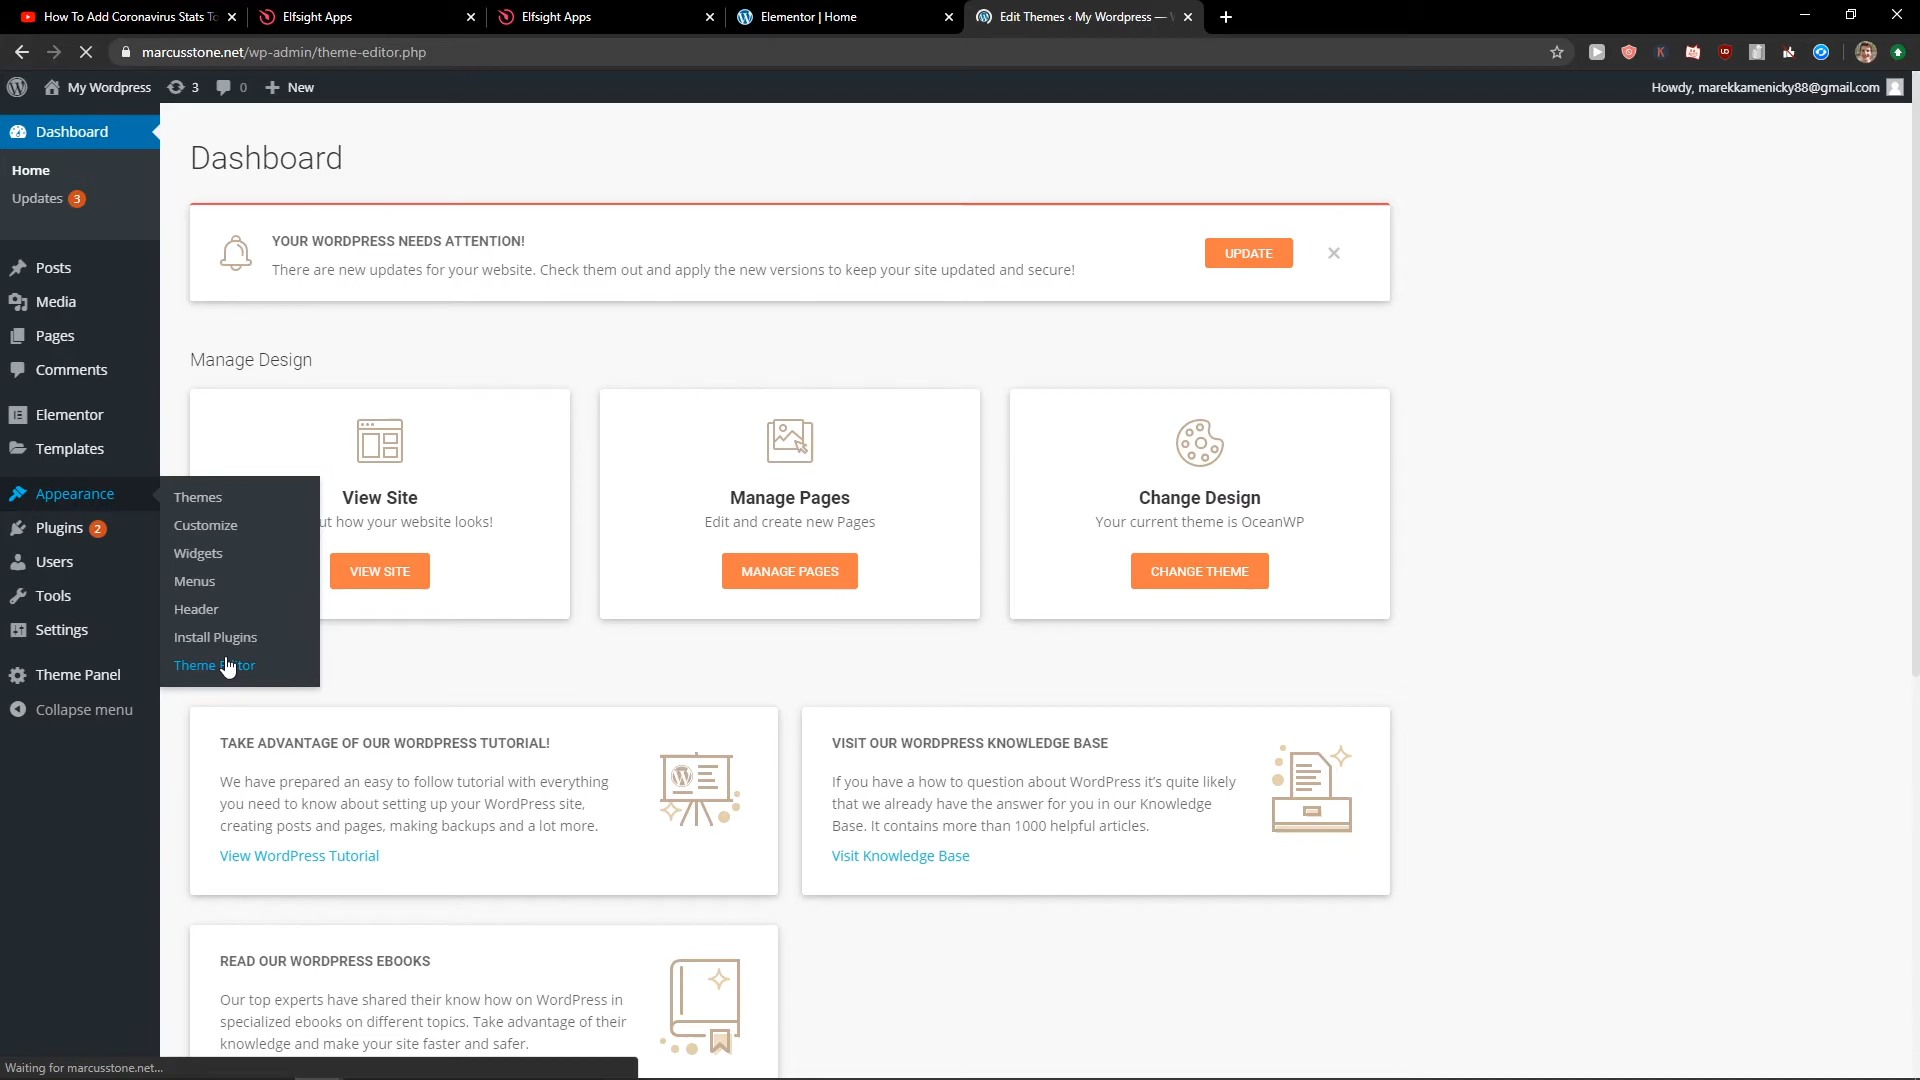 How To Add Coronavirus Stats To
Elfsight Apps
Elfsight Apps
Elementor | Home
Edit Themes ‹ My Wordpress —
marcusstone.net/wp-admin/theme-editor.php
My Wordpress
3
0
New
Howdy, marekkamenicky88@gmail.com
Dashboard
Home
Updates 3
Posts
Media
Pages
Comments
Elementor
Templates
Appearance
Plugins 2
Users
Tools
Settings
Theme Panel
Collapse menu
Themes
Customize
Widgets
Menus
Header
Install Plugins
Theme
Dashboard
YOUR WORDPRESS NEEDS ATTENTION!
There are new updates for your website. Check them out and apply the new versions to keep your site updated and secure!
UPDATE
Manage Design
View Site
ut how your website looks!
VIEW SITE
Manage Pages
Edit and create new Pages
MANAGE PAGES
Change Design
Your current theme is OceanWP
CHANGE THEME
TAKE ADVANTAGE OF OUR WORDPRESS TUTORIAL!
We have prepared an easy to follow tutorial with everything
you need to know about setting up your WordPress site,
creating posts and pages, making backups and a lot more.
View WordPress Tutorial
VISIT OUR WORDPRESS KNOWLEDGE BASE
If you have a how to question about WordPress it's quite likely
that we already have the answer for you in our Knowledge
Base. It contains more than 1000 helpful articles.
Visit Knowledge Base
READ OUR WORDPRESS EBOOKS
Our top experts have shared their know how on WordPress in
specialized ebooks on different topics. Take advantage of their
knowledge and make your site faster and safer.
Waiting for marcusstone.net...